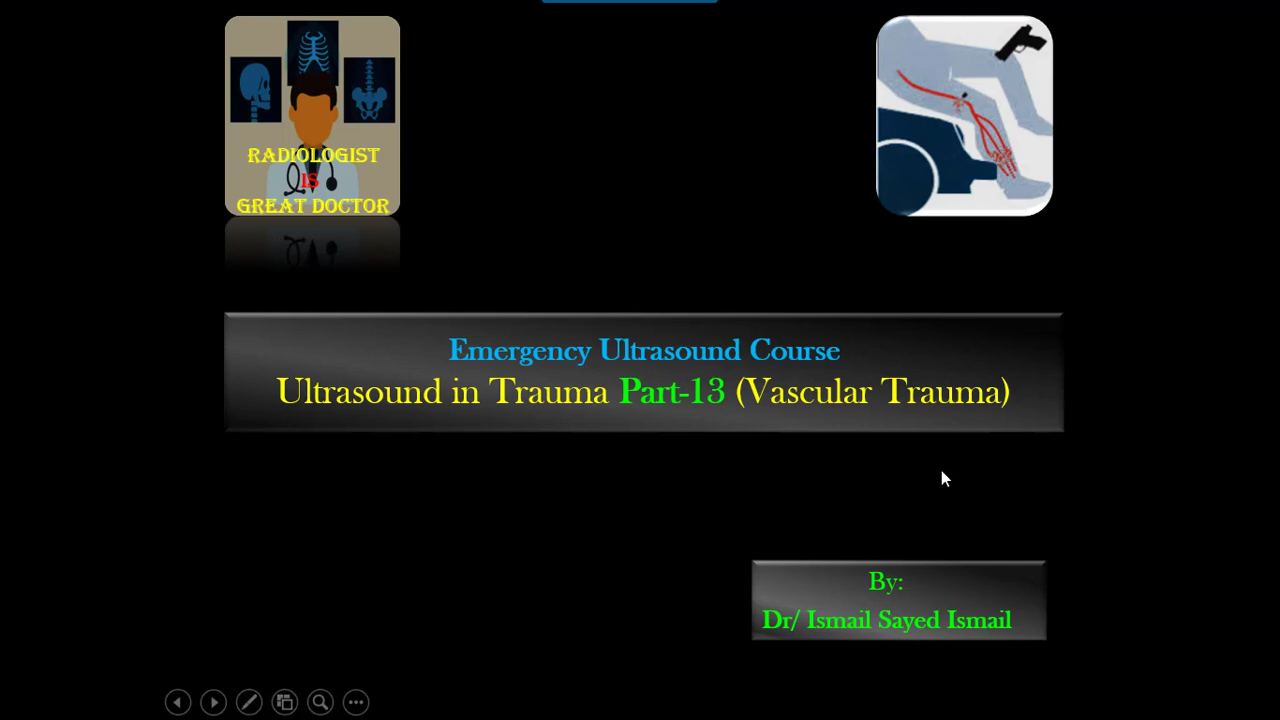 RADIOLOGIST
IS
GREAT DOCTOR
Emergency Ultrasound Course
Ultrasound in Trauma Part-13 (Vascular Trauma)
By:
Dr/ Ismail Sayed Ismail